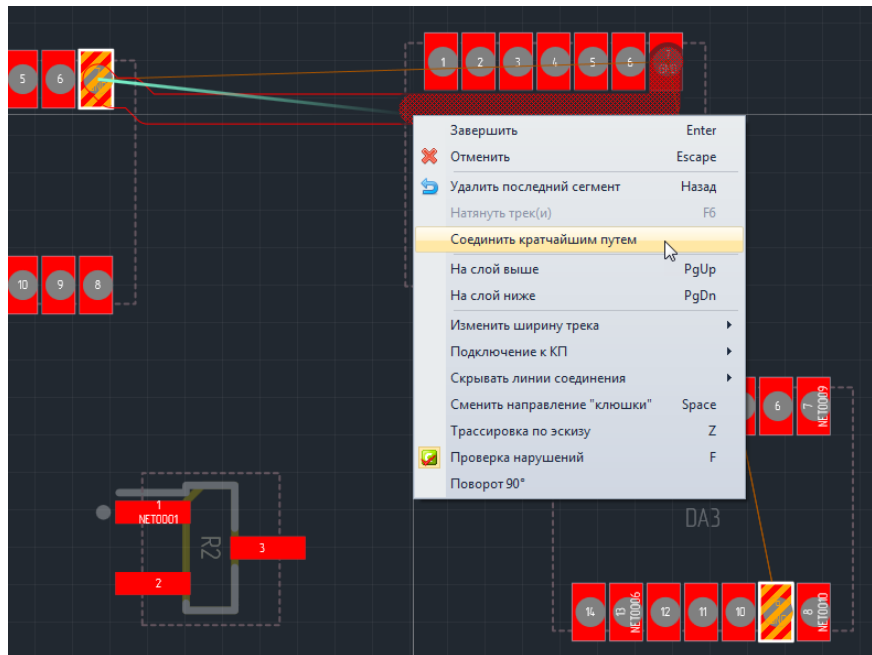 5 6
1 2 3 4 5 6 7
GND
Завершить Enter
Отменить Escape
Удалить последний сегмент Назад
Натянуть трек(и) F6
Соединить кратчайшим путем
На слой выше PgUp
На слой ниже PgDn
Изменить ширину трека
Подключение к КП
Скрывать линии соединения
Сменить направление "клюшки" Space
Трассировка по эскизу Z
Проверка нарушений F
Поворот 90°
10 9 8
6 7
NET0009
1
NET0001
R2
3
2
DA3
14 13 12 11 10 8
NET0006
NET0010